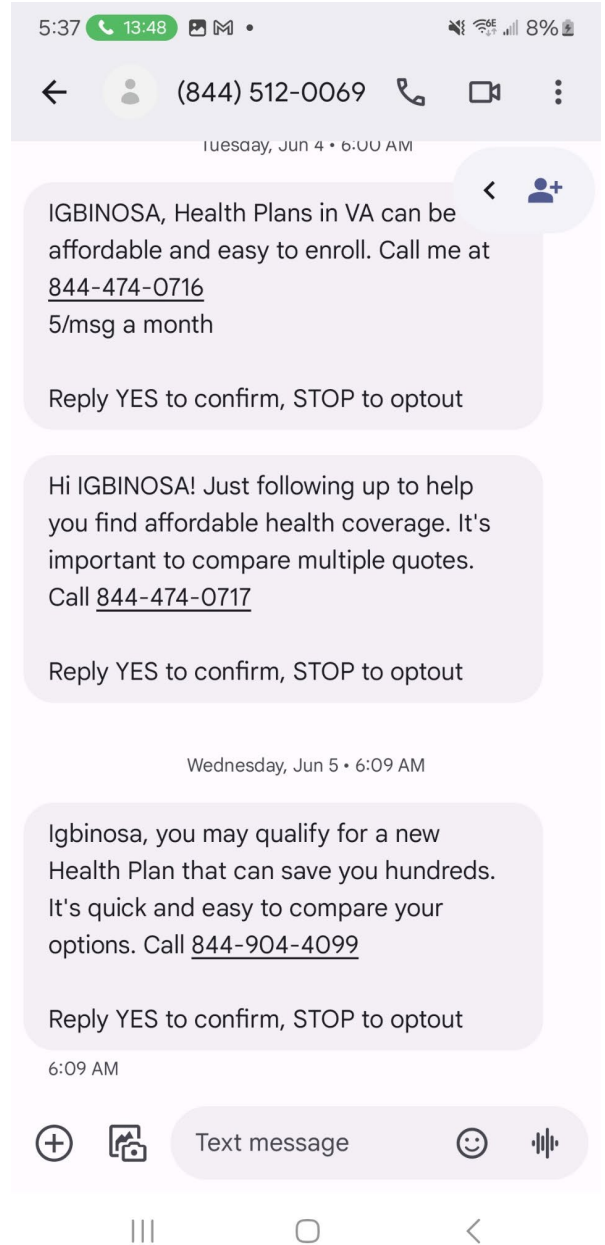 5:37 13:48 8%
(844) 512-0069
Tuesday, Jun 4 • 6:00 AM
IGBINOSA, Health Plans in VA can be
affordable and easy to enroll. Call me at
844-474-0716
5/msg a month
Reply YES to confirm, STOP to optout
Hi IGBINOSA! Just following up to help
you find affordable health coverage. It's
important to compare multiple quotes.
Call 844-474-0717
Reply YES to confirm, STOP to optout
Wednesday, Jun 5 • 6:09 AM
Igbinosa, you may qualify for a new
Health Plan that can save you hundreds.
It's quick and easy to compare your
options. Call 844-904-4099
Reply YES to confirm, STOP to optout
6:09 AM
Text message